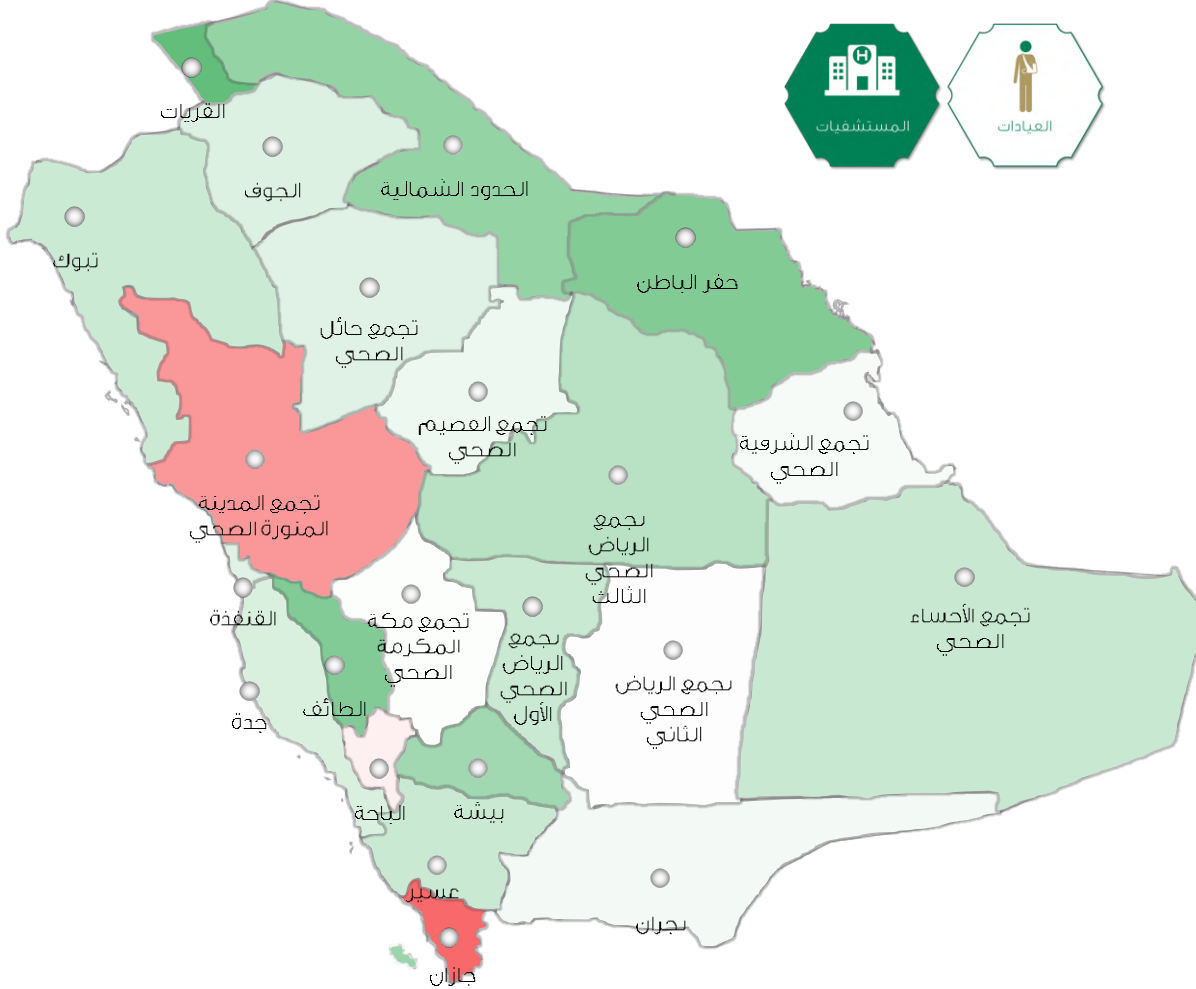 المستشفيات
العيادات
القريات
الجوف
الحدود الشمالية
تبوك
حفر الباطن
تجمع حائل
الصحي
تجمع القصيم
الصحي
تجمع الشرقية
الصحي
تجمع المدينة
المنورة الصحي
تجمع
الرياض
الصحي
الثالث
القنفذة
تجمع مكة
المكرمة
الصحي
تجمع
الرياض
الصحي
الأول
تجمع الأحساء
الصحي
تجمع الرياض
الصحي
الثاني
الطائف
جدة
الباحة
بيشة
عسير
نجران
جازان
H